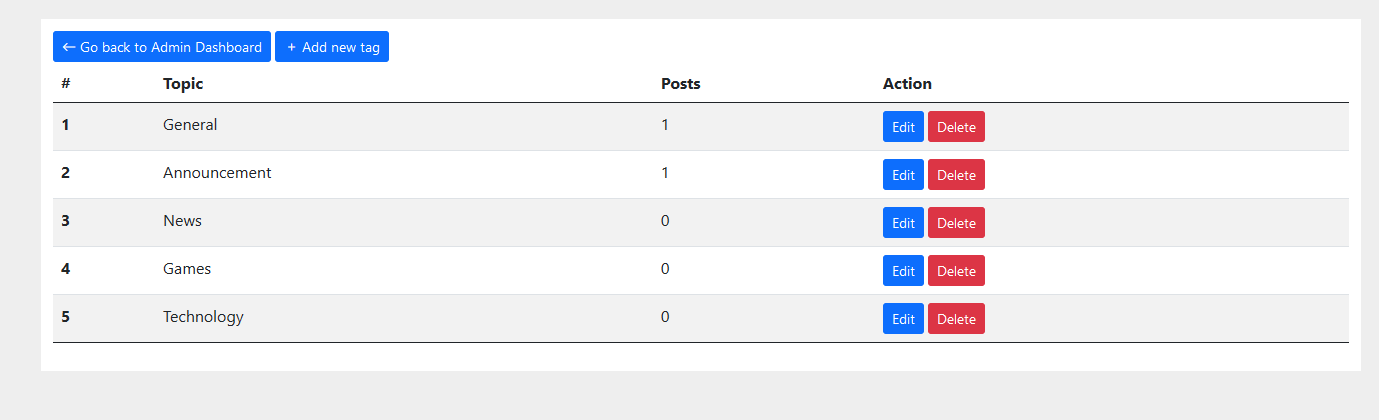 ← Go back to Admin Dashboard + Add new tag
# Topic Posts Action
1 General 1 Edit Delete
2 Announcement 1 Edit Delete
3 News 0 Edit Delete
4 Games 0 Edit Delete
5 Technology 0 Edit Delete